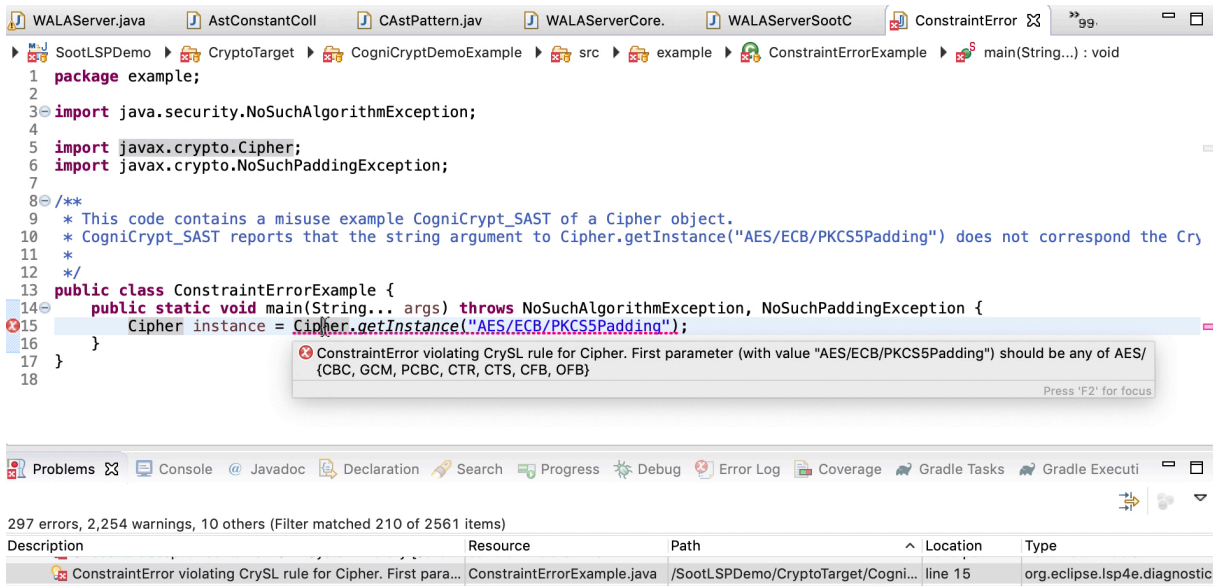 WALAServer.java AstConstantColl CAstPattern.jav WALAServerCore. WALAServerSootC ConstraintError 99+
SootLSPDemo CryptoTarget CogniCryptDemoExample src example ConstraintErrorExample main(String...) : void
1 package example;
2
3 import java.security.NoSuchAlgorithmException;
4
5 import javax.crypto.Cipher;
6 import javax.crypto.NoSuchPaddingException;
7
8 /**
9 * This code contains a misuse example CogniCrypt_SAST of a Cipher object.
10 * CogniCrypt_SAST reports that the string argument to Cipher.getInstance("AES/ECB/PKCS5Padding") does not correspond the Cry
11 *
12 */
13 public class ConstraintErrorExample {
14 public static void main(String... args) throws NoSuchAlgorithmException, NoSuchPaddingException {
15 Cipher instance = Cipher.getInstance("AES/ECB/PKCS5Padding");
16 }
17 }
18
ConstraintError violating CrySL rule for Cipher. First parameter (with value "AES/ECB/PKCS5Padding") should be any of AES/
{CBC, GCM, PCBC, CTR, CTS, CFB, OFB}
Press 'F2' for focus
Problems Console @ Javadoc Declaration Search Progress Debug Error Log Coverage Gradle Tasks Gradle Executi
297 errors, 2,254 warnings, 10 others (Filter matched 210 of 2561 items)
Description Resource Path Location Type
ConstraintError violating CrySL rule for Cipher. First para... ConstraintErrorExample.java /SootLSPDemo/CryptoTarget/Cogni... line 15 org.eclipse.lsp4e.diagnostic